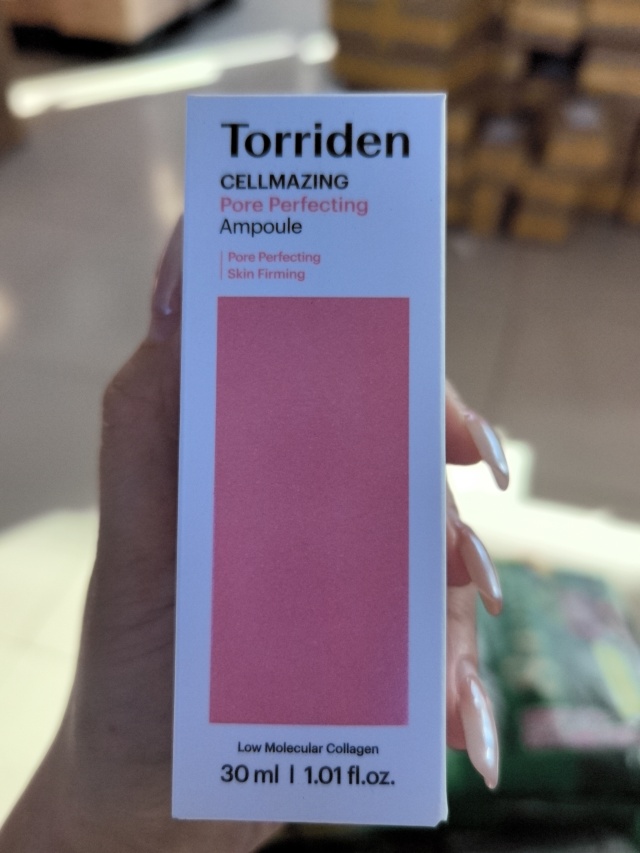 Torriden
CELLMAZING
Pore Perfecting
Ampoule
Pore Perfecting
Skin Firming
Low Molecular Collagen
30 ml | 1.01 fl.oz.